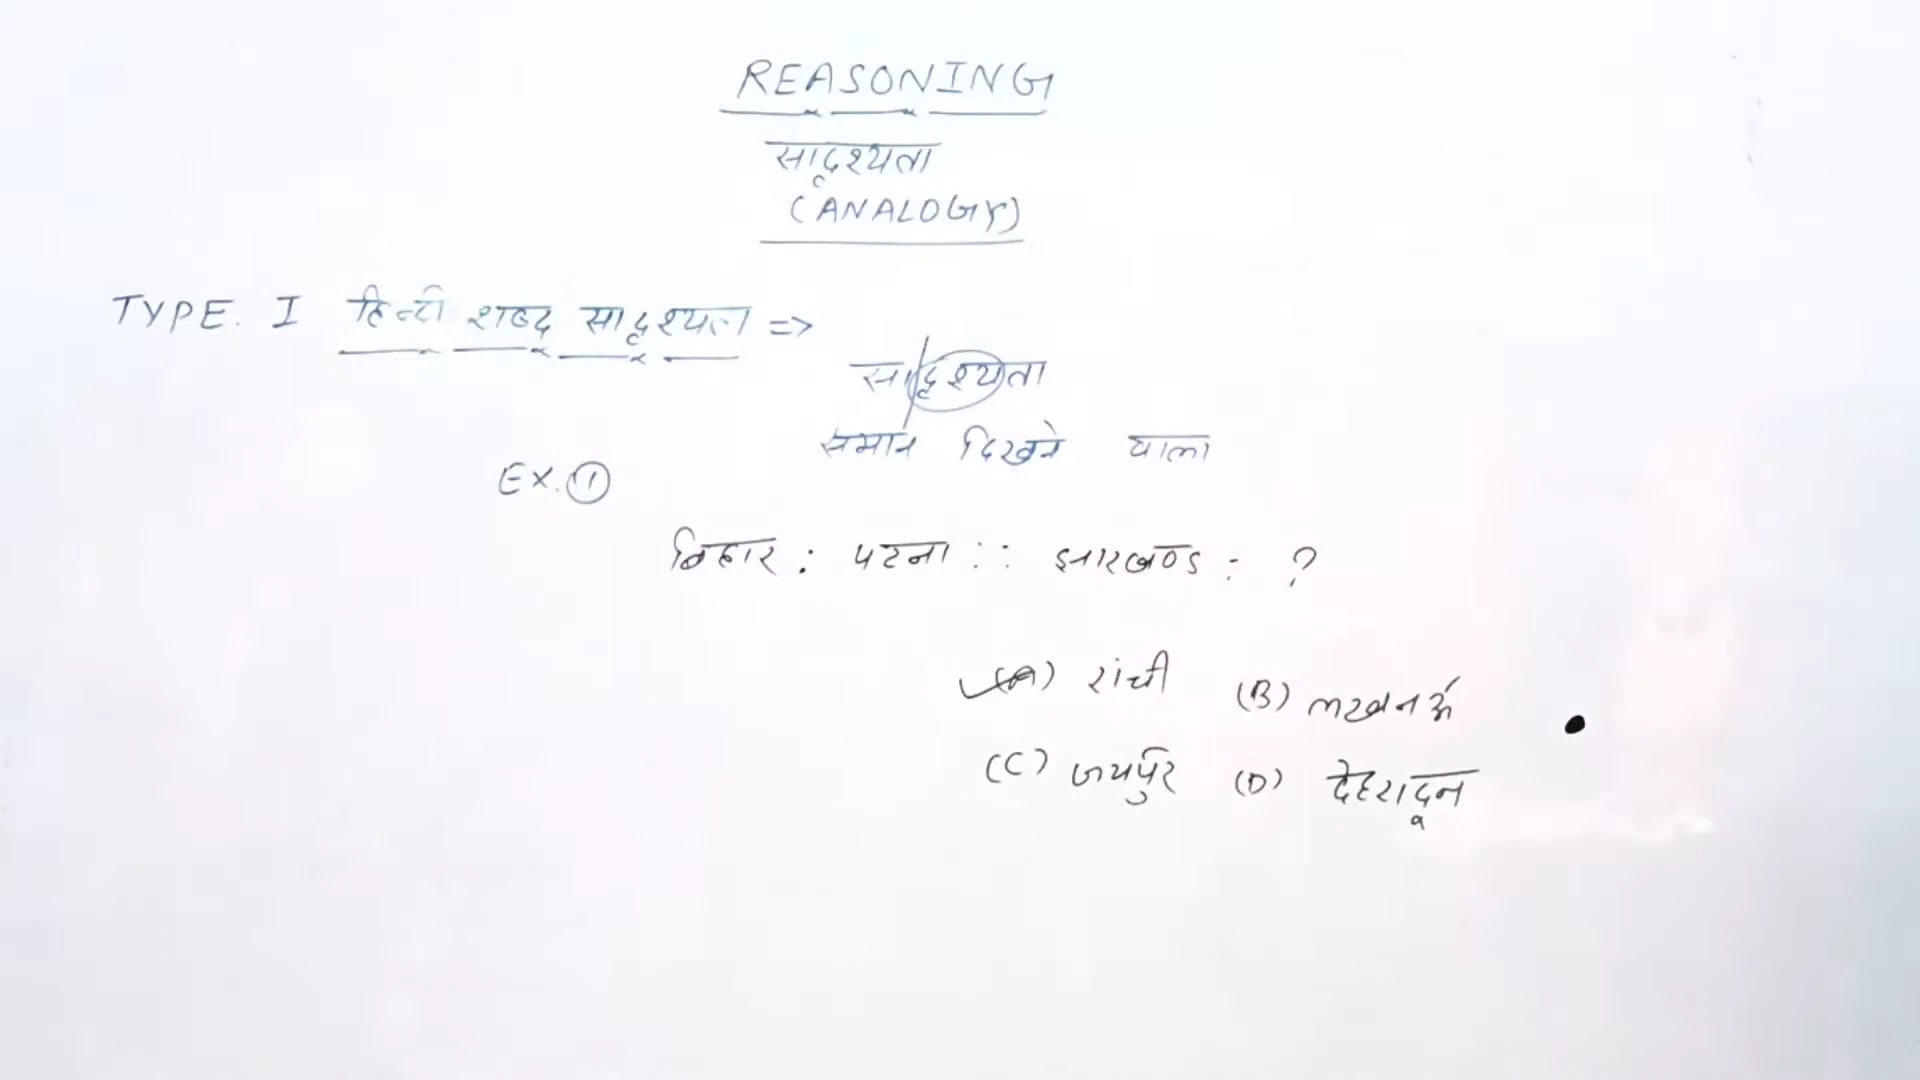 REASONING
सादृश्यता
(ANALOGY)
TYPE. I हिन्दी शब्द सादृश्यता =>
सादृश्यता
समान दिखने वाला
EX. ①
बिहार : पटना :: झारखण्ड : ?
(A) रांची (B) लखनऊ
(C) जयपुर (D) देहरादून